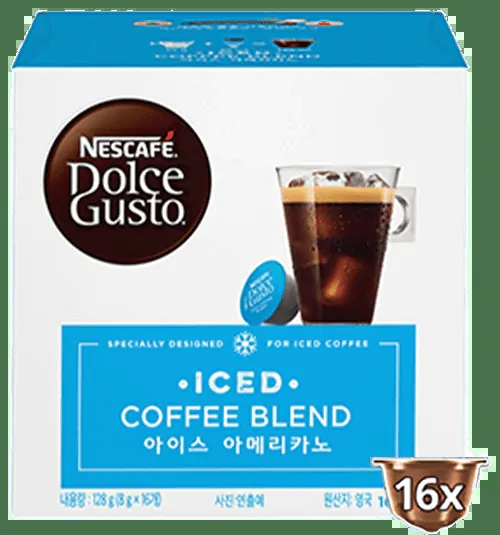 NESCAFÉ
Dolce
Gusto
SPECIALLY DESIGNED FOR ICED COFFEE
•ICED•
COFFEE BLEND
아이스 아메리카노
내용량 : 128 g (8 g × 16개) 사진:연출예 원산지: 영국
16x